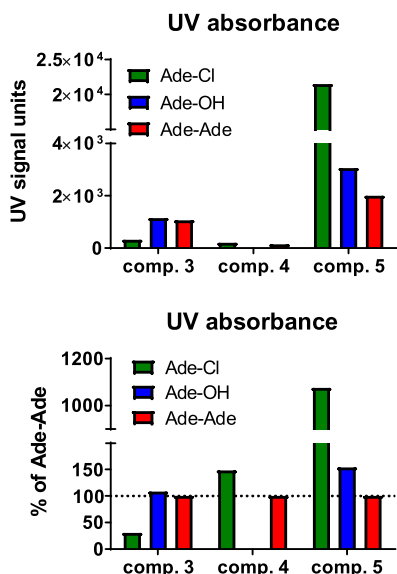 UV absorbance
UV signal units
2.5×10⁴
2×10⁴
4×10³
2×10³
0
Ade-Cl
Ade-OH
Ade-Ade
comp. 3 comp. 4 comp. 5
UV absorbance
% of Ade-Ade
1200
1000
150
100
50
0
Ade-Cl
Ade-OH
Ade-Ade
comp. 3 comp. 4 comp. 5